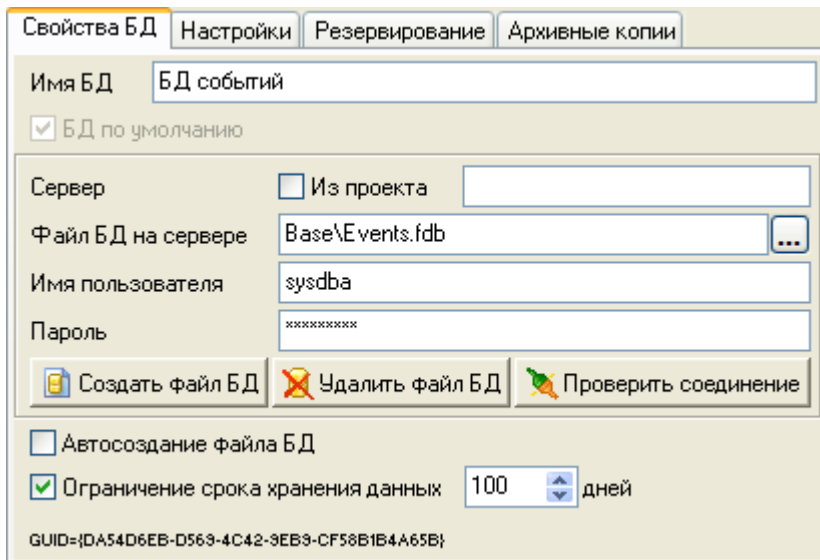 Свойства БД Настройки Резервирование Архивные копии
Имя БД БД событий
БД по умолчанию
Сервер Из проекта
Файл БД на сервере Base\Events.fdb ...
Имя пользователя sysdba
Пароль *********
Создать файл БД Удалить файл БД Проверить соединение
Автосоздание файла БД
Ограничение срока хранения данных 100 дней
GUID={DA54D6EB-D569-4C42-9EB9-CF58B1B4A65B}